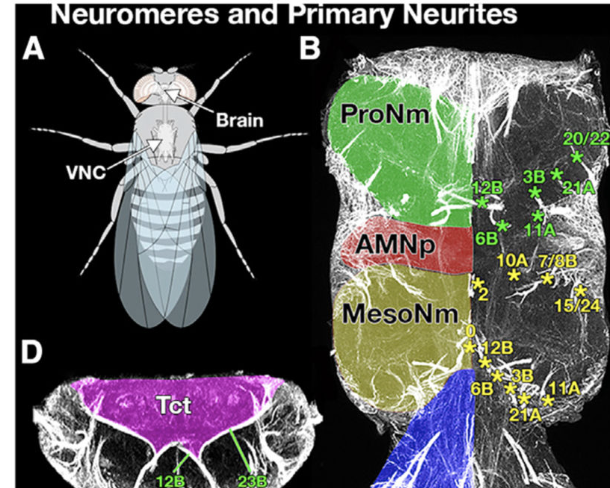 Neuromeres and Primary Neurites
A
Brain
VNC
B
ProNm
AMNp
MesoNm
20/22
3B
21A
12B
11A
6B
10A
7/8B
2
15/24
0
12B
6B
3B
11A
21A
D
Tct
12B
23B